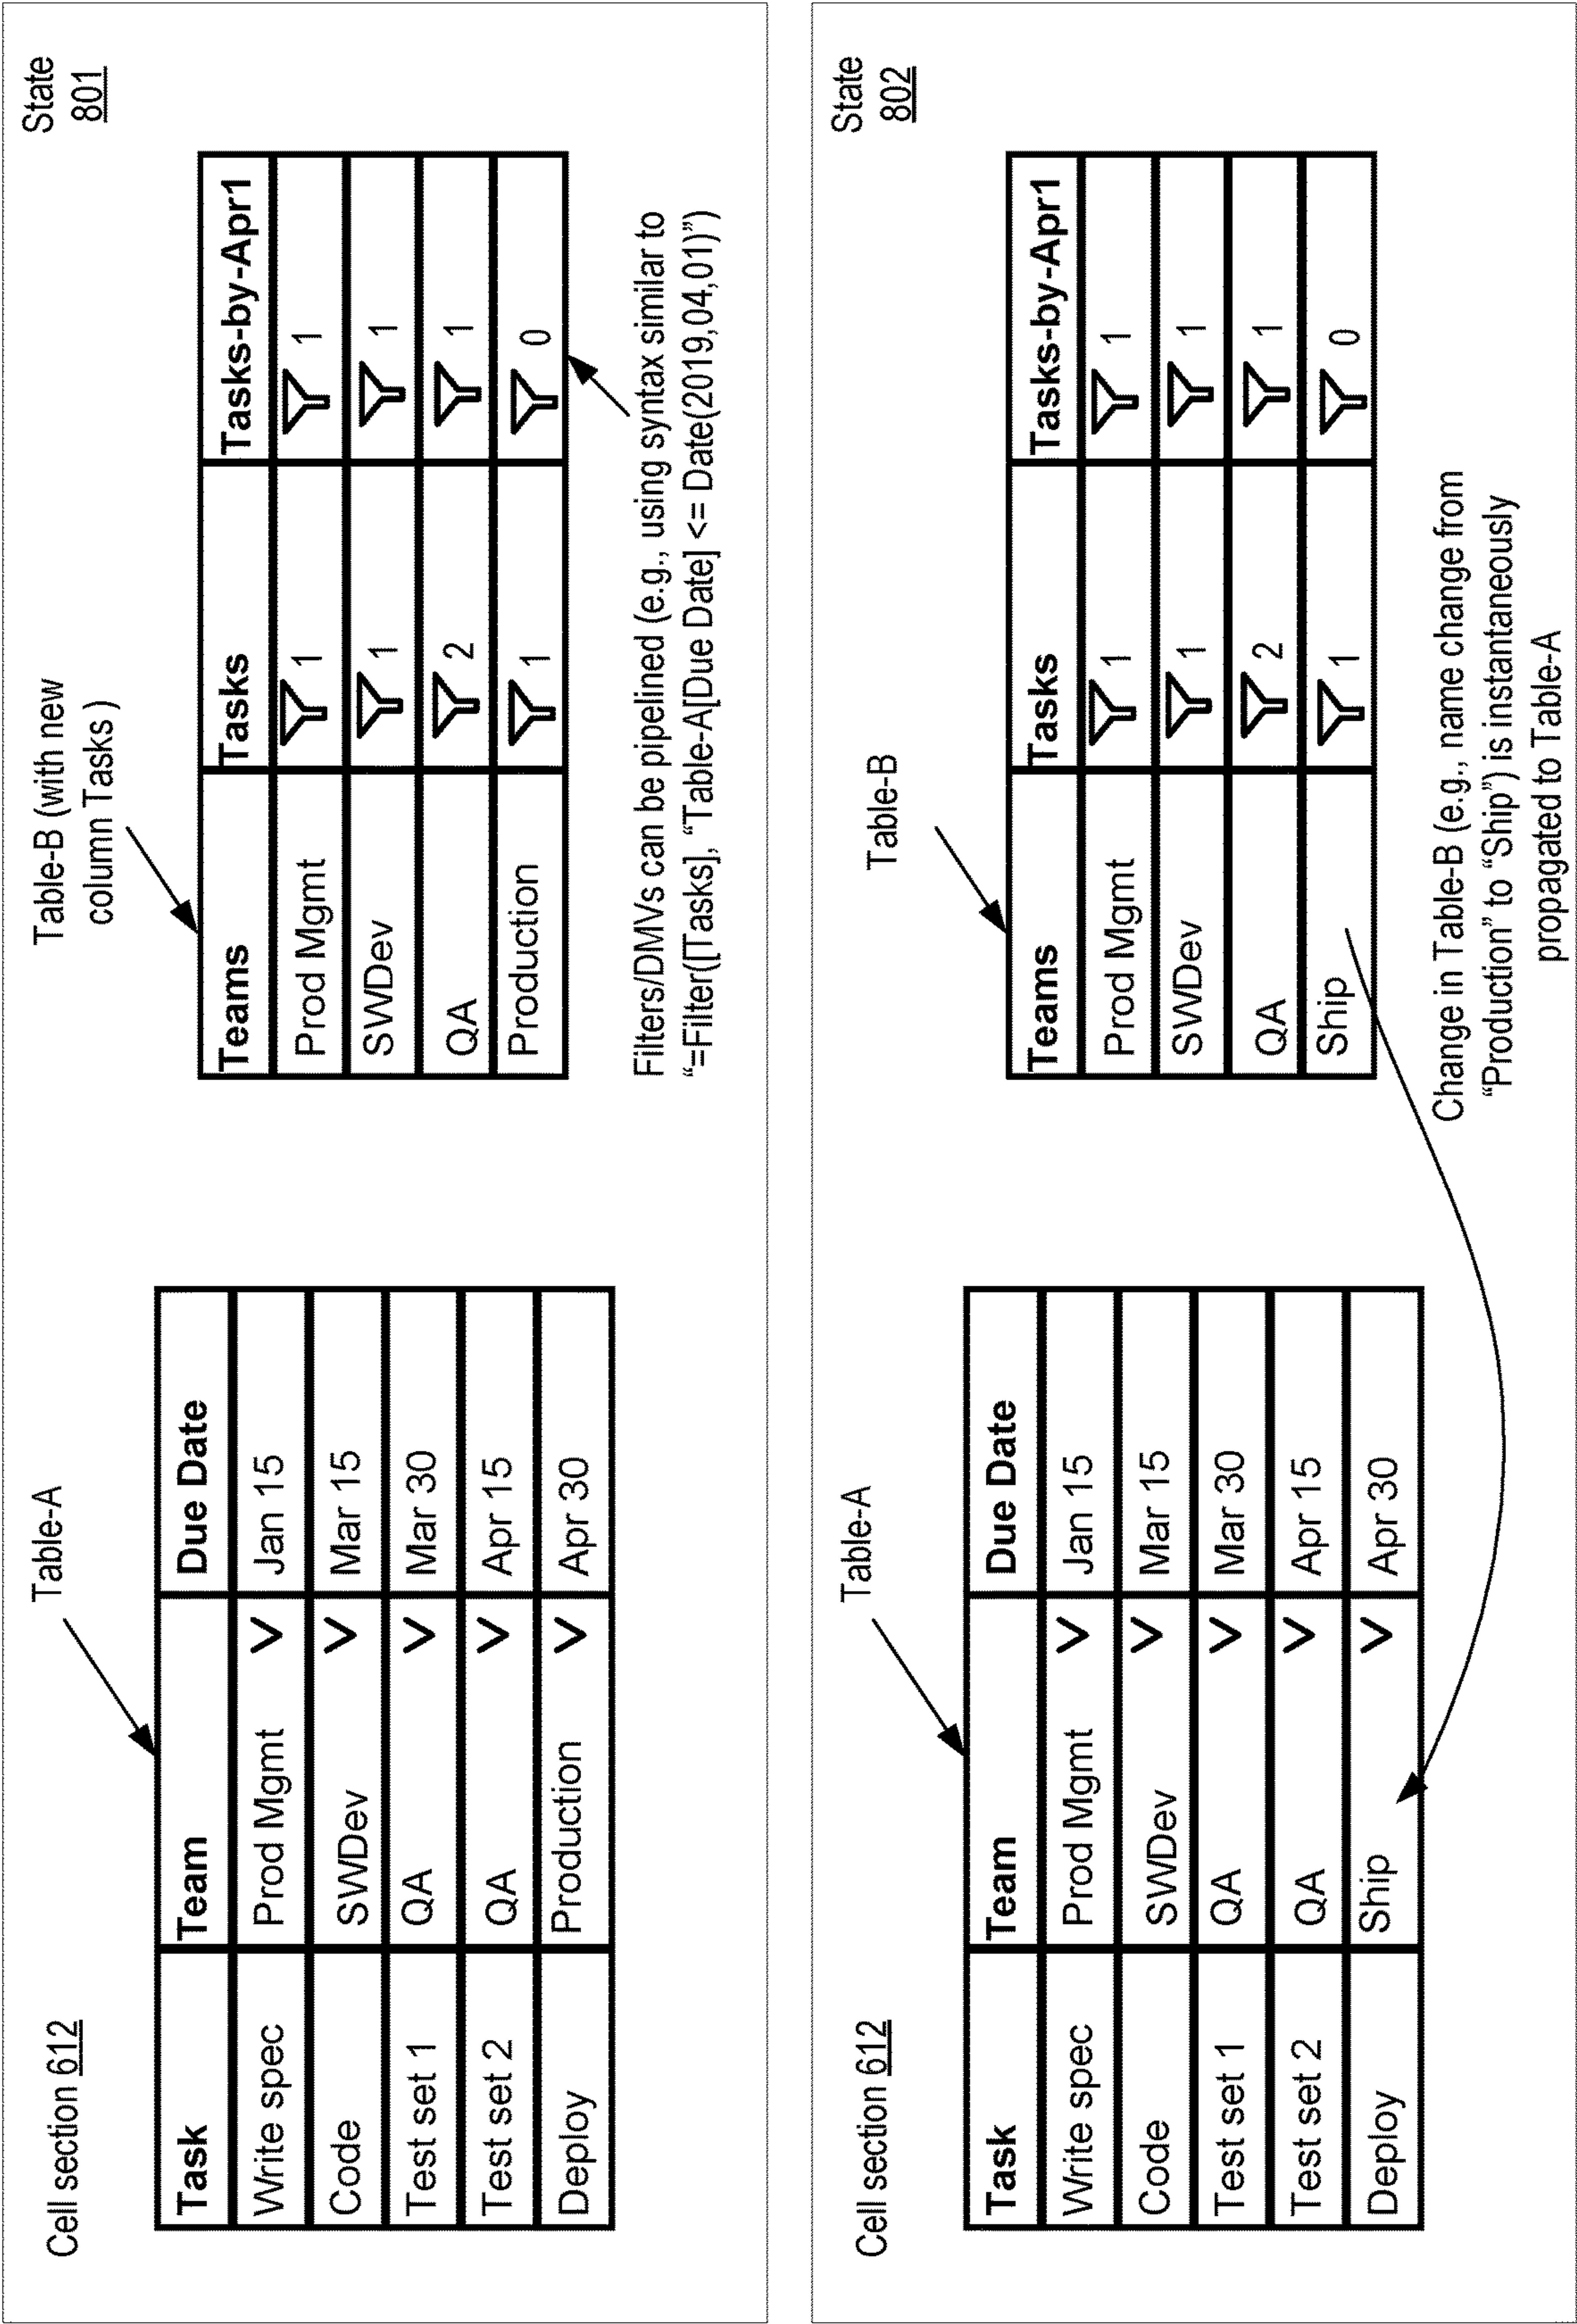 Cell section 612
Table-A
Table-B (with new
column Tasks )
State
801
Task Team Due Date
Write spec Prod Mgmt V Jan 15
Code SWDev V Mar 15
Test set 1 QA V Mar 30
Test set 2 QA V Apr 15
Deploy Production V Apr 30
Teams Tasks Tasks-by-Apr1
Prod Mgmt 1 1
SWDev 1 1
QA 2 1
Production 1 0
Filters/DMVs can be pipelined (e.g., using syntax similar to
“=Filter([Tasks], “Table-A[Due Date] <= Date(2019,04,01)”)
Cell section 612
Table-A
Table-B
State
802
Task Team Due Date
Write spec Prod Mgmt V Jan 15
Code SWDev V Mar 15
Test set 1 QA V Mar 30
Test set 2 QA V Apr 15
Deploy Ship V Apr 30
Teams Tasks Tasks-by-Apr1
Prod Mgmt 1 1
SWDev 1 1
QA 2 1
Ship 1 0
Change in Table-B (e.g., name change from
“Production” to “Ship”) is instantaneously
propagated to Table-A